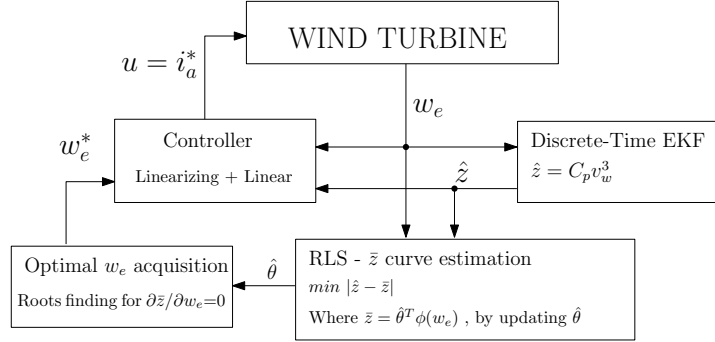 WIND TURBINE
u = i_a^*
w_e
w_e^*
Controller
Linearizing + Linear
Discrete-Time EKF
ẑ = C_p v_w^3
ẑ
Optimal w_e acquisition
Roots finding for ∂z̄/∂w_e=0
θ̂
RLS - z̄ curve estimation
min |ẑ − z̄|
Where z̄ = θ̂^T ϕ(w_e) , by updating θ̂